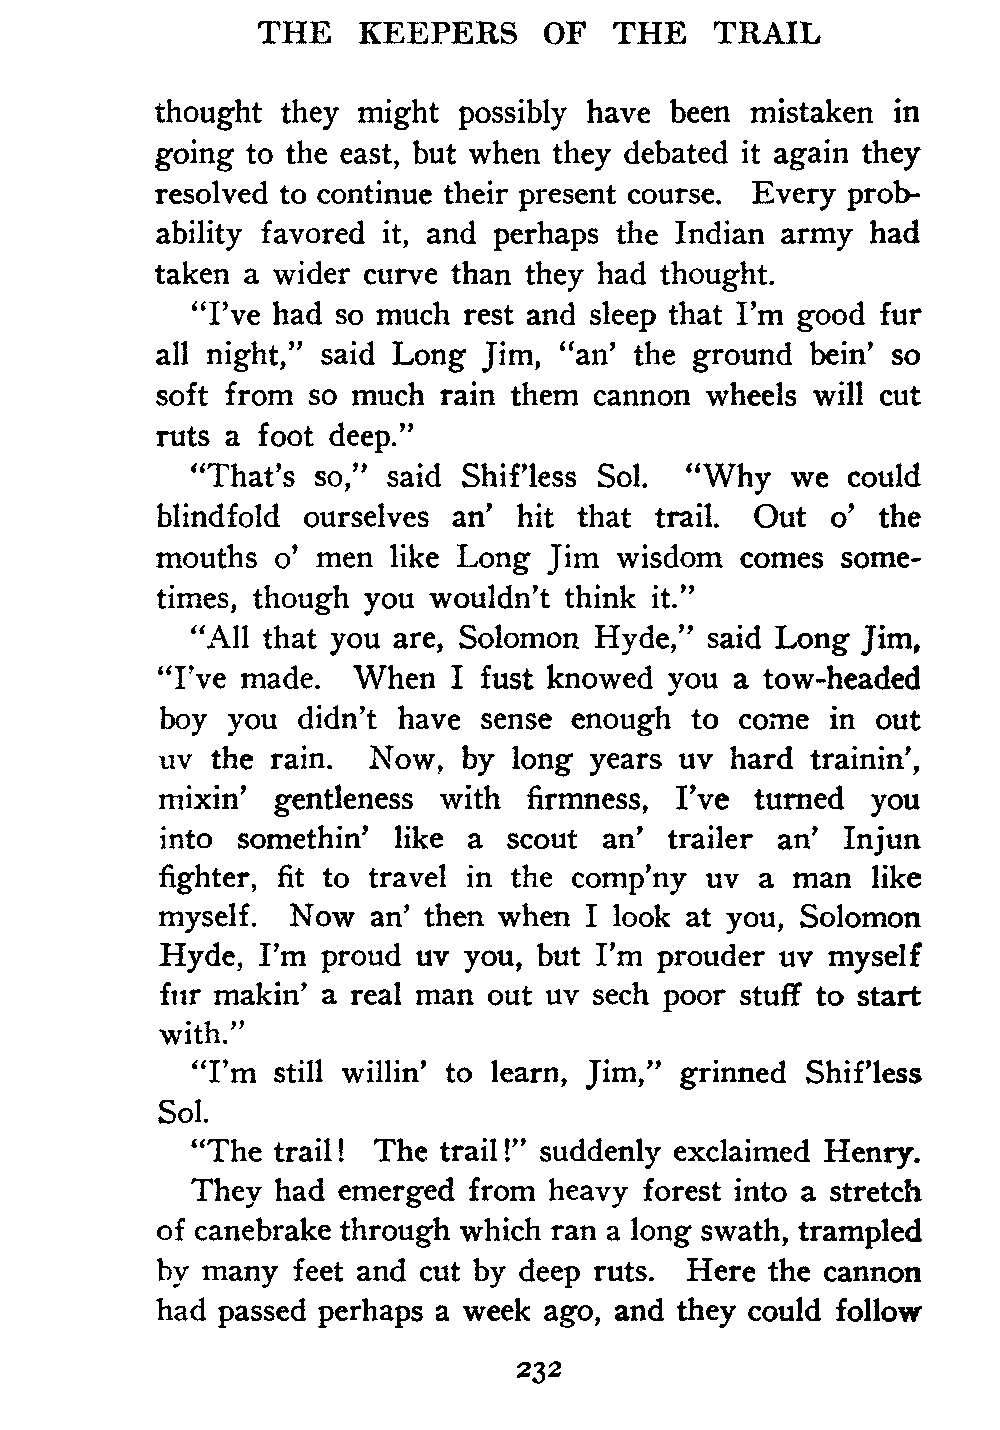 THE KEEPERS OF THE TRAIL
thought they might possibly have been mistaken in
going to the east, but when they debated it again they
resolved to continue their present course. Every prob-
ability favored it, and perhaps the Indian army had
taken a wider curve than they had thought.
“I’ve had so much rest and sleep that I’m good fur
all night,” said Long Jim, “an’ the ground bein’ so
soft from so much rain them cannon wheels will cut
ruts a foot deep.”
“That’s so,” said Shif’less Sol. “Why we could
blindfold ourselves an’ hit that trail. Out o’ the
mouths o’ men like Long Jim wisdom comes some-
times, though you wouldn’t think it.”
“All that you are, Solomon Hyde,” said Long Jim,
“I’ve made. When I fust knowed you a tow-headed
boy you didn’t have sense enough to come in out
uv the rain. Now, by long years uv hard trainin’,
mixin’ gentleness with firmness, I’ve turned you
into somethin’ like a scout an’ trailer an’ Injun
fighter, fit to travel in the comp’ny uv a man like
myself. Now an’ then when I look at you, Solomon
Hyde, I’m proud uv you, but I’m prouder uv myself
fur makin’ a real man out uv sech poor stuff to start
with.”
“I’m still willin’ to learn, Jim,” grinned Shif’less
Sol.
“The trail! The trail!” suddenly exclaimed Henry.
They had emerged from heavy forest into a stretch
of canebrake through which ran a long swath, trampled
by many feet and cut by deep ruts. Here the cannon
had passed perhaps a week ago, and they could follow
232